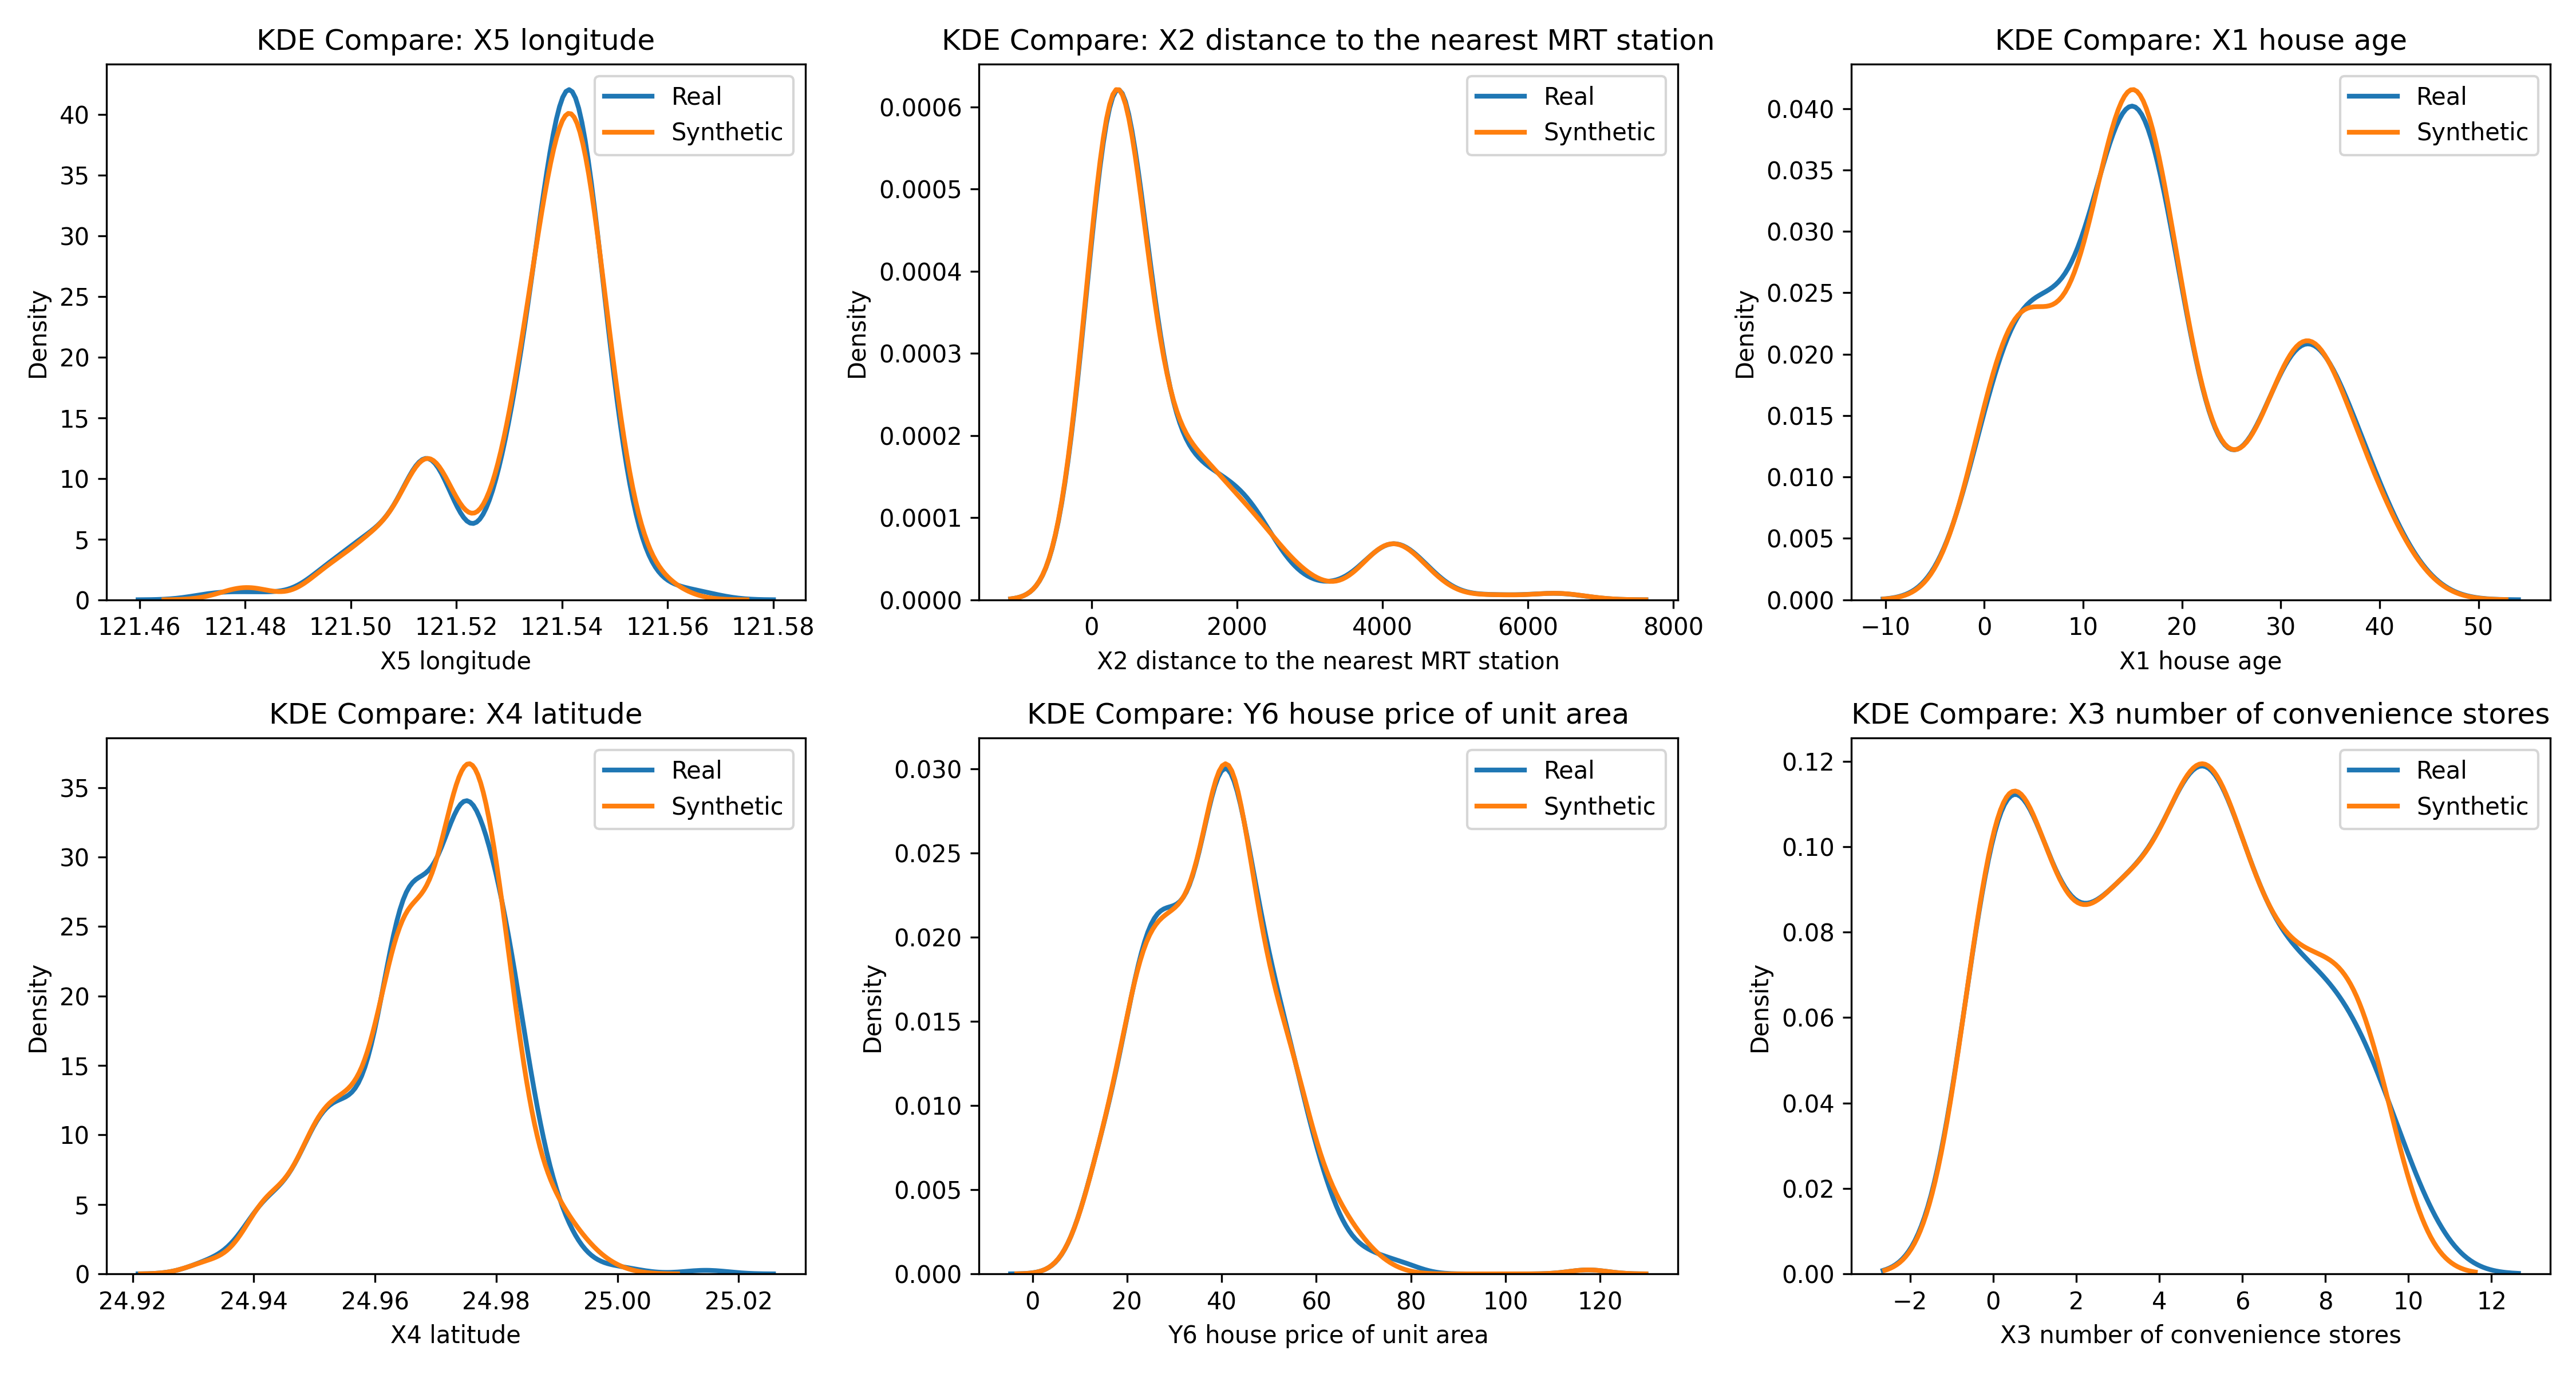 KDE Compare: X5 longitude
Real
Synthetic
Density
40
35
30
25
20
15
10
5
0
121.46 121.48 121.50 121.52 121.54 121.56 121.58
X5 longitude
KDE Compare: X2 distance to the nearest MRT station
Real
Synthetic
Density
0.0006
0.0005
0.0004
0.0003
0.0002
0.0001
0.0000
0 2000 4000 6000 8000
X2 distance to the nearest MRT station
KDE Compare: X1 house age
Real
Synthetic
Density
0.040
0.035
0.030
0.025
0.020
0.015
0.010
0.005
0.000
−10 0 10 20 30 40 50
X1 house age
KDE Compare: X4 latitude
Real
Synthetic
Density
35
30
25
20
15
10
5
0
24.92 24.94 24.96 24.98 25.00 25.02
X4 latitude
KDE Compare: Y6 house price of unit area
Real
Synthetic
Density
0.030
0.025
0.020
0.015
0.010
0.005
0.000
0 20 40 60 80 100 120
Y6 house price of unit area
KDE Compare: X3 number of convenience stores
Real
Synthetic
Density
0.12
0.10
0.08
0.06
0.04
0.02
0.00
−2 0 2 4 6 8 10 12
X3 number of convenience stores